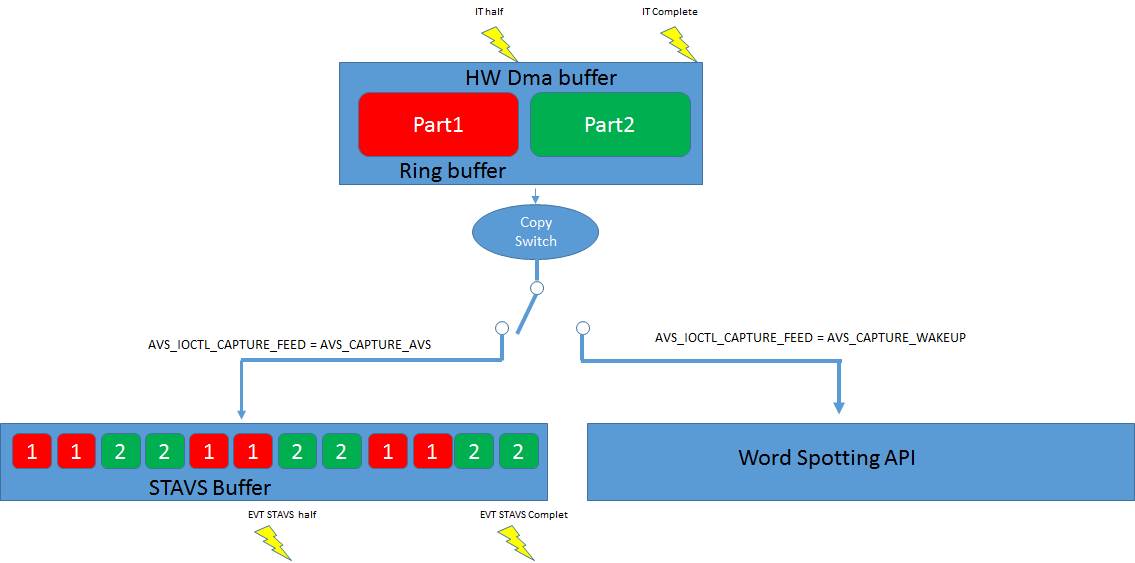 IT half
IT Complete
HW Dma buffer
Part1
Part2
Ring buffer
Copy
Switch
AVS_IOCTL_CAPTURE_FEED = AVS_CAPTURE_AVS
AVS_IOCTL_CAPTURE_FEED = AVS_CAPTURE_WAKEUP
1 1 2 2 1 1 2 2 1 1 2 2
STAVS Buffer
Word Spotting API
EVT STAVS half
EVT STAVS Complet